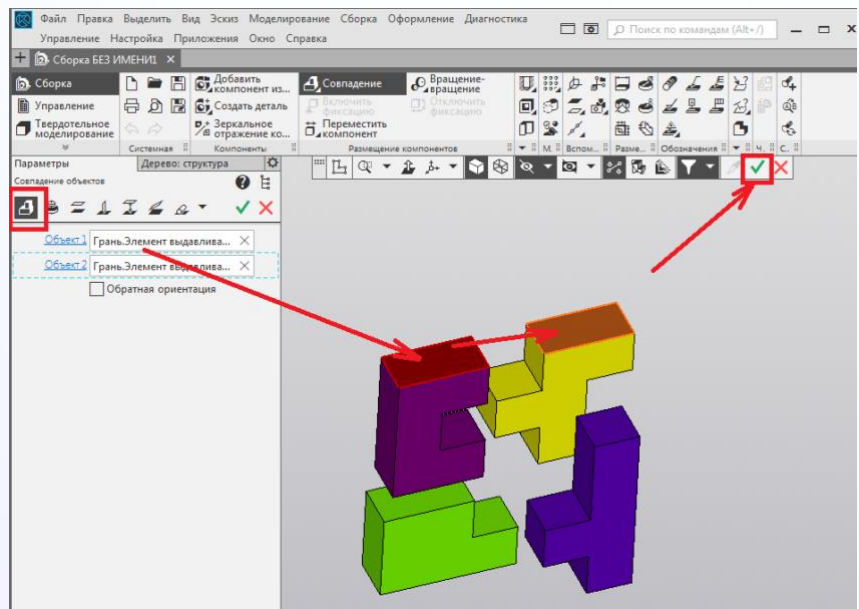 Файл Правка Выделить Вид Эскиз Моделирование Сборка Оформление Диагностика
Управление Настройка Приложения Окно Справка
Поиск по командам (Alt+/)
Сборка БЕЗ ИМЕНИ1
Сборка
Управление
Твердотельное моделирование
Системная
Добавить компонент из...
Создать деталь
Зеркальное отражение ко...
Компоненты
Совпадение
Включить фиксацию
Переместить компонент
Вращение-вращение
Отключить фиксацию
Размещение компонентов
М.
Вспом...
Разме...
Обозначения
Ч.
С.
Параметры
Дерево: структура
Совпадение объектов
Объект 1 Грань.Элемент выдавлива...
Объект 2 Грань.Элемент выдавлива...
Обратная ориентация